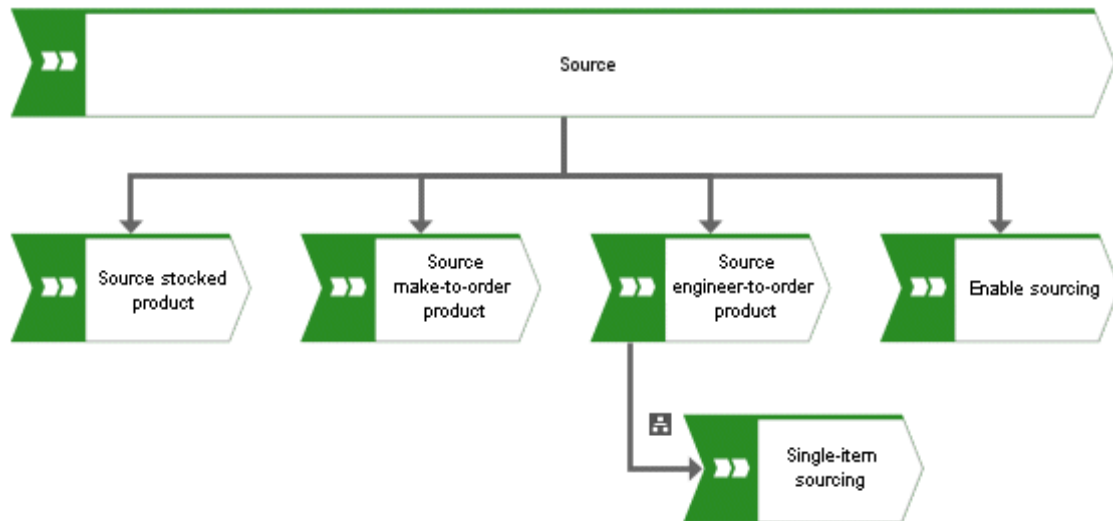 Source
Source stocked
product
Source
make-to-order
product
Source
engineer-to-order
product
Enable sourcing
Single-item
sourcing